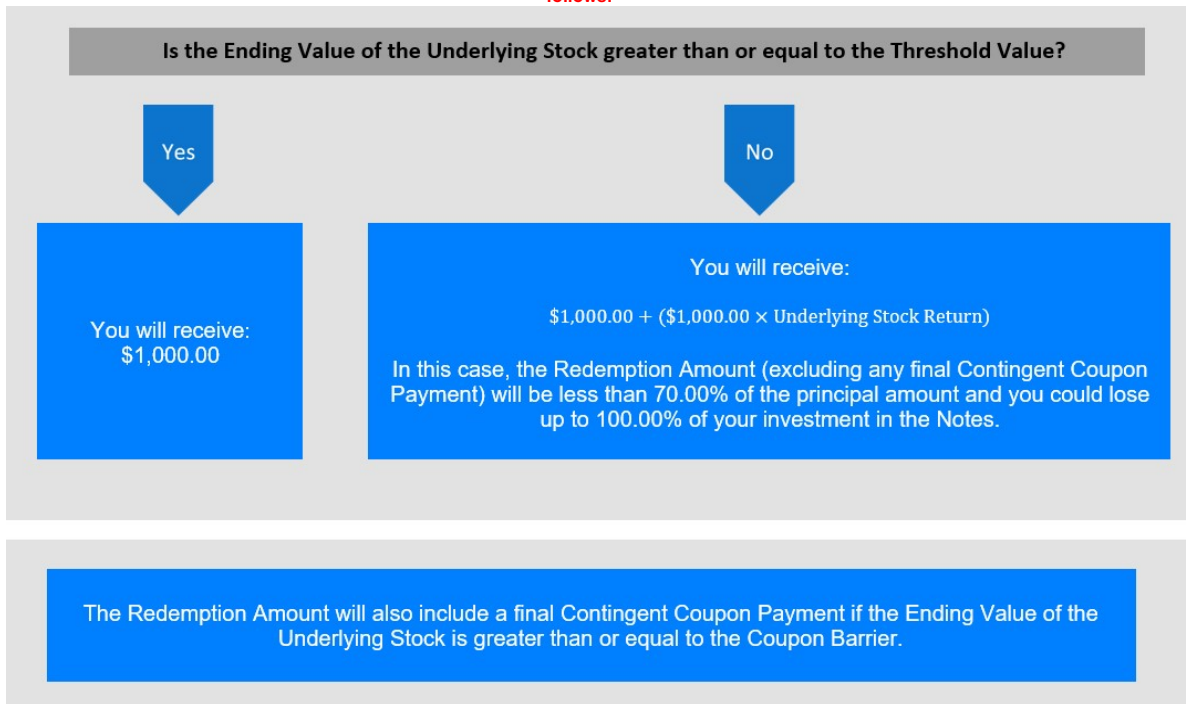 follows:
Is the Ending Value of the Underlying Stock greater than or equal to the Threshold Value?
Yes
No
You will receive:
$1,000.00
You will receive:
$1,000.00 + ($1,000.00 × Underlying Stock Return)
In this case, the Redemption Amount (excluding any final Contingent Coupon
Payment) will be less than 70.00% of the principal amount and you could lose
up to 100.00% of your investment in the Notes.
The Redemption Amount will also include a final Contingent Coupon Payment if the Ending Value of the
Underlying Stock is greater than or equal to the Coupon Barrier.